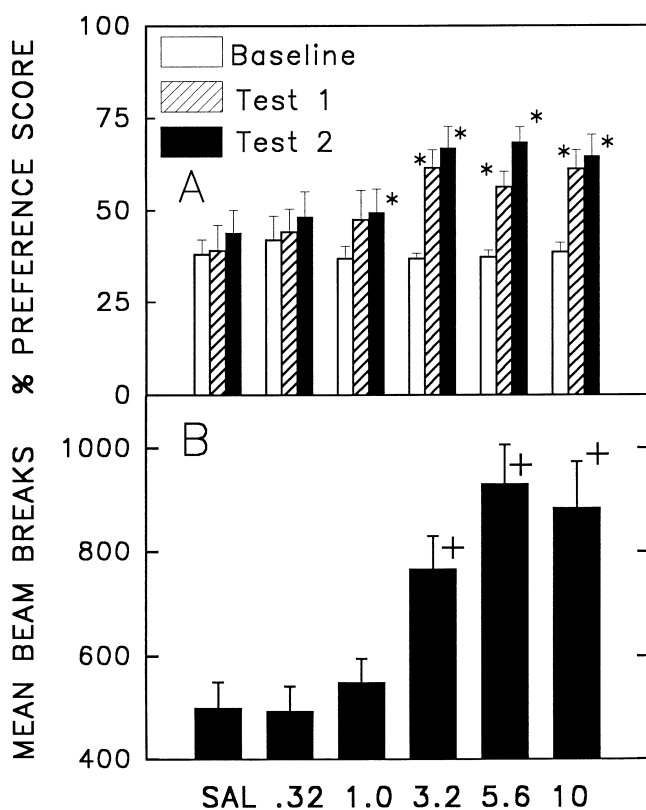 % PREFERENCE SCORE
100
75
50
25
0
Baseline
Test 1
Test 2
A
* * * * * * *
MEAN BEAM BREAKS
1000
800
600
400
B
+ + +
SAL .32 1.0 3.2 5.6 10